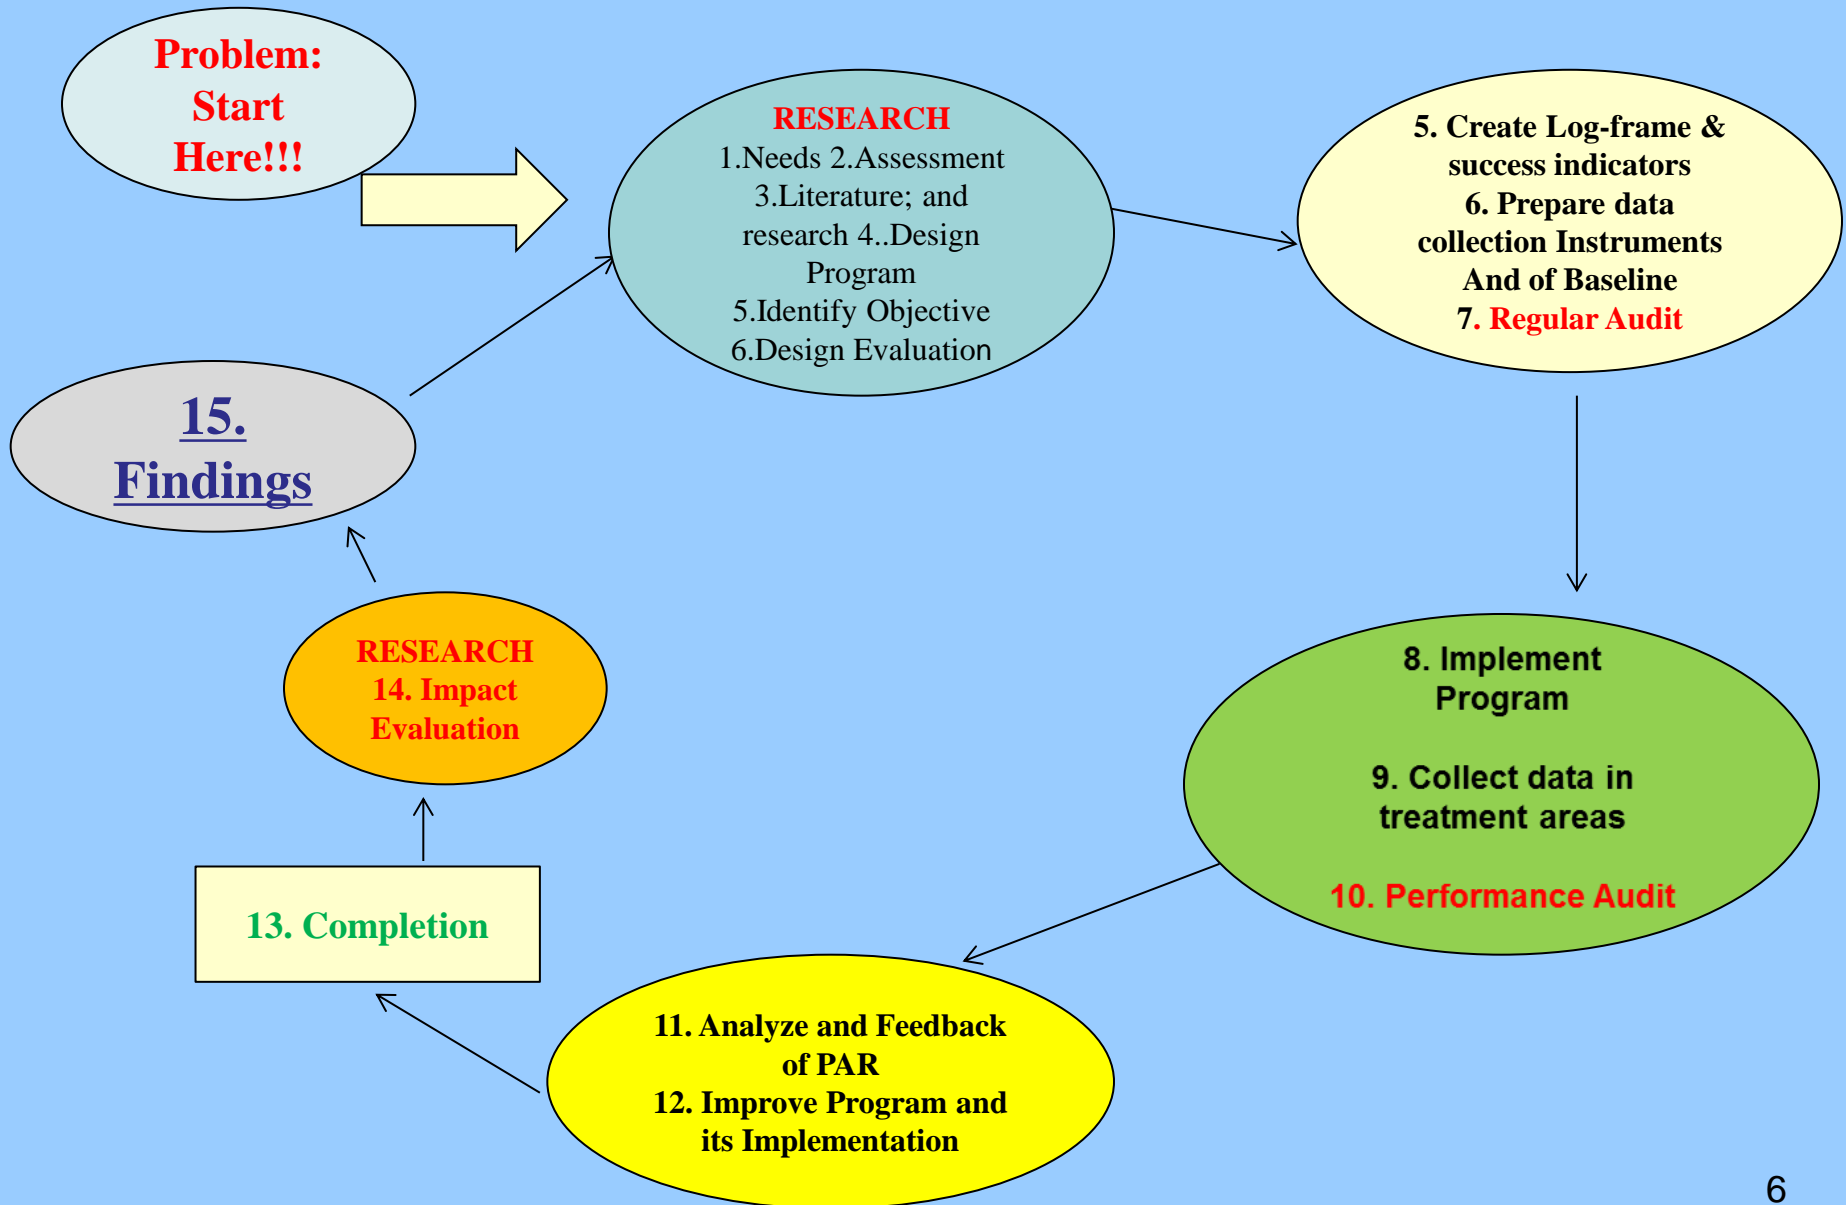 Problem:
Start
Here!!!
RESEARCH
1.Needs 2.Assessment
3.Literature; and
research 4..Design
Program
5.Identify Objective
6.Design Evaluation
5. Create Log-frame &
success indicators
6. Prepare data
collection Instruments
And of Baseline
7. Regular Audit
8. Implement
Program
9. Collect data in
treatment areas
10. Performance Audit
11. Analyze and Feedback
of PAR
12. Improve Program and
its Implementation
13. Completion
RESEARCH
14. Impact
Evaluation
15.
Findings
6